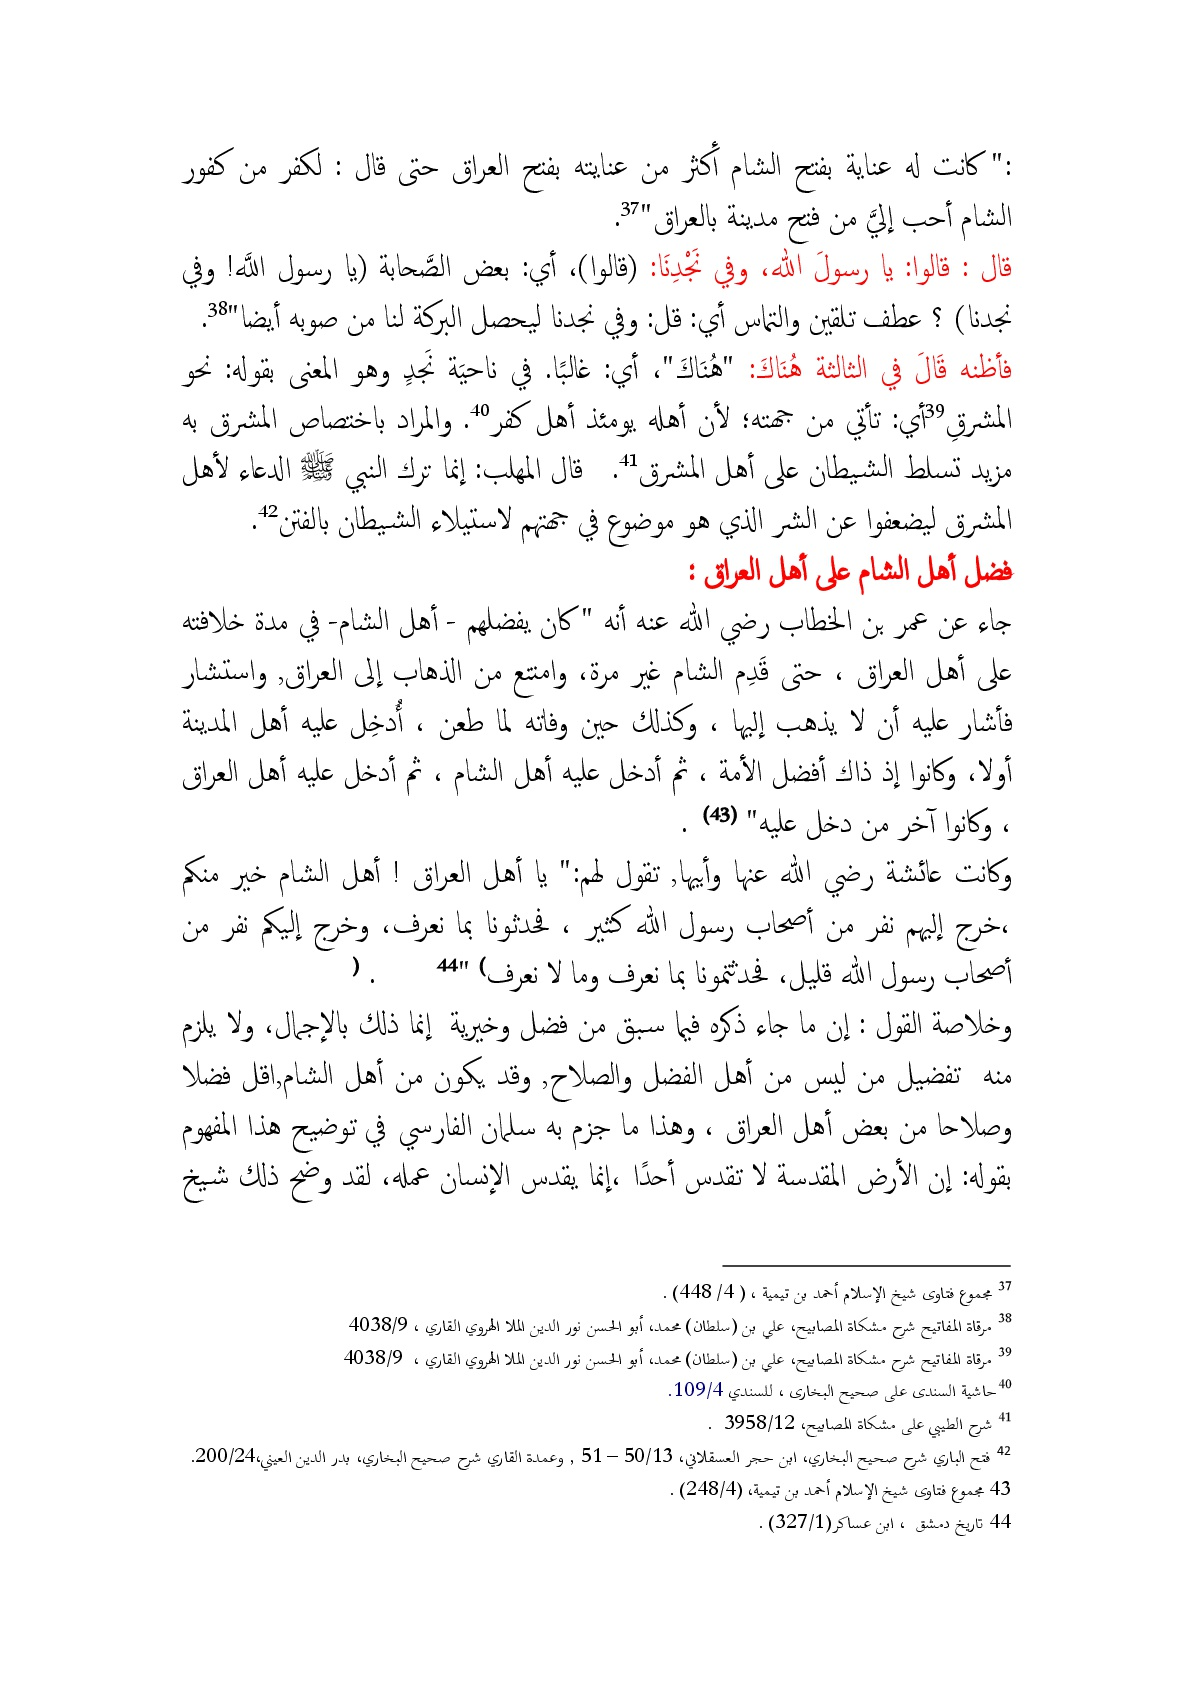 :" كانت له عناية بفتح الشام أكثر من عنايته بفتح العراق حتى قال : لكفر من كفور
الشام أحب إليَّ من فتح مدينة بالعراق"37.
قال : قالوا: يا رسولَ الله، وفي نَجْدِنَا: (قالوا)، أي: بعض الصَّحابة (يا رسول الله! وفي
نجدنا) ؟ عطف تلقين والتماس أي: قل: وفي نجدنا ليحصل البركة لنا من صوبه أيضا"38.
فأظنه قَالَ في الثالثة هُنَاكَ: "هُنَاكَ"، أي: غالبًا. في ناحيَة نَجدٍ وهو المعنى بقوله: نحو
المشرقِ39أي: تأتي من جهته؛ لأن أهله يومئذ أهل كفر40. والمراد باختصاص المشرق به
مزيد تسلط الشيطان على أهل المشرق41. قال المهلب: إنما ترك النبي ﷺ الدعاء لأهل
المشرق ليضعفوا عن الشر الذي هو موضوع في جهتهم لاستيلاء الشيطان بالفتن42.
فضل أهل الشام على أهل العراق :
جاء عن عمر بن الخطاب رضي الله عنه أنه "كان يفضلهم - أهل الشام- في مدة خلافته
على أهل العراق ، حتى قَدِم الشام غير مرة، وامتنع من الذهاب إلى العراق, واستشار
فأشار عليه أن لا يذهب إليها ، وكذلك حين وفاته لما طعن ، أُدخِل عليه أهل المدينة
أولا، وكانوا إذ ذاك أفضل الأمة ، ثم أدخل عليه أهل الشام ، ثم أدخل عليه أهل العراق
، وكانوا آخر من دخل عليه" (43) .
وكانت عائشة رضي الله عنها وأبيها, تقول لهم:" يا أهل العراق ! أهل الشام خير منكم
،خرج إليهم نفر من أصحاب رسول الله كثير ، فحدثونا بما نعرف، وخرج إليكم نفر من
أصحاب رسول الله قليل، فحدثتمونا بما نعرف وما لا نعرف) "44 . (
وخلاصة القول : إن ما جاء ذكره فيما سبق من فضل وخيرية إنما ذلك بالإجمال، ولا يلزم
منه تفضيل من ليس من أهل الفضل والصلاح, وقد يكون من أهل الشام,اقل فضلا
وصلاحا من بعض أهل العراق ، وهذا ما جزم به سلمان الفارسي في توضيح هذا المفهوم
بقوله: إن الأرض المقدسة لا تقدس أحدًا ،إنما يقدس الإنسان عمله، لقد وضح ذلك شيخ
37 مجموع فتاوى شيخ الإسلام أحمد بن تيمية ، ( 4/ 448) .
38 مرقاة المفاتيح شرح مشكاة المصابيح، علي بن (سلطان) محمد، أبو الحسن نور الدين الملا الهروي القاري ، 4038/9
39 مرقاة المفاتيح شرح مشكاة المصابيح، علي بن (سلطان) محمد، أبو الحسن نور الدين الملا الهروي القاري ، 4038/9
40حاشية السندى على صحيح البخارى ، للسندي 109/4.
41 شرح الطيبي على مشكاة المصابيح، 3958/12 .
42 فتح الباري شرح صحيح البخاري، ابن حجر العسقلاني، 50/13 – 51 , وعمدة القاري شرح صحيح البخاري، بدر الدين العيني،200/24.
43 مجموع فتاوى شيخ الإسلام أحمد بن تيمية، (248/4) .
44 تاريخ دمشق ، ابن عساكر(327/1) .